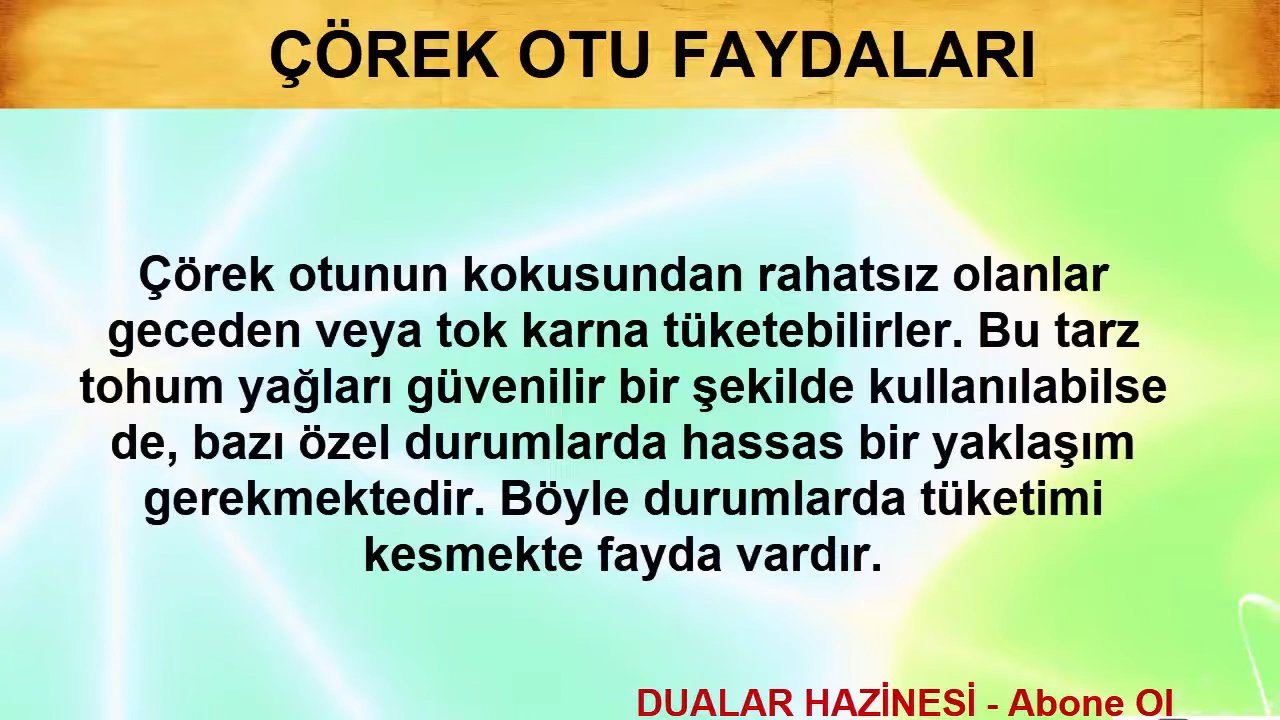 ÇÖREK OTU FAYDALARI
Çörek otunun kokusundan rahatsız olanlar
geceden veya tok karna tüketebilirler. Bu tarz
tohum yağları güvenilir bir şekilde kullanılabilse
de, bazı özel durumlarda hassas bir yaklaşım
gerekmektedir. Böyle durumlarda tüketimi
kesmekte fayda vardır.
DUALAR HAZİNESİ - Abone Ol